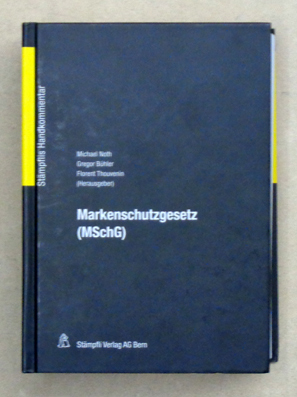 Stämpflis Handkommentar
Michael Noth
Gregor Bühler
Florent Thouvenin
(Herausgeber)
Markenschutzgesetz
(MSchG)
Stämpfli Verlag AG Bern